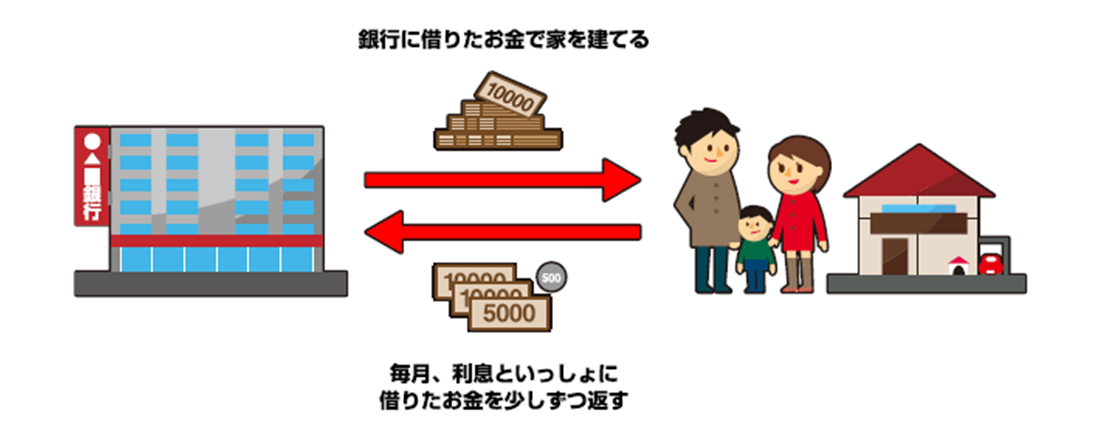 銀行に借りたお金で家を建てる
10000
●▲■銀行
10000
10000
500
5000
毎月、利息といっしょに
借りたお金を少しずつ返す